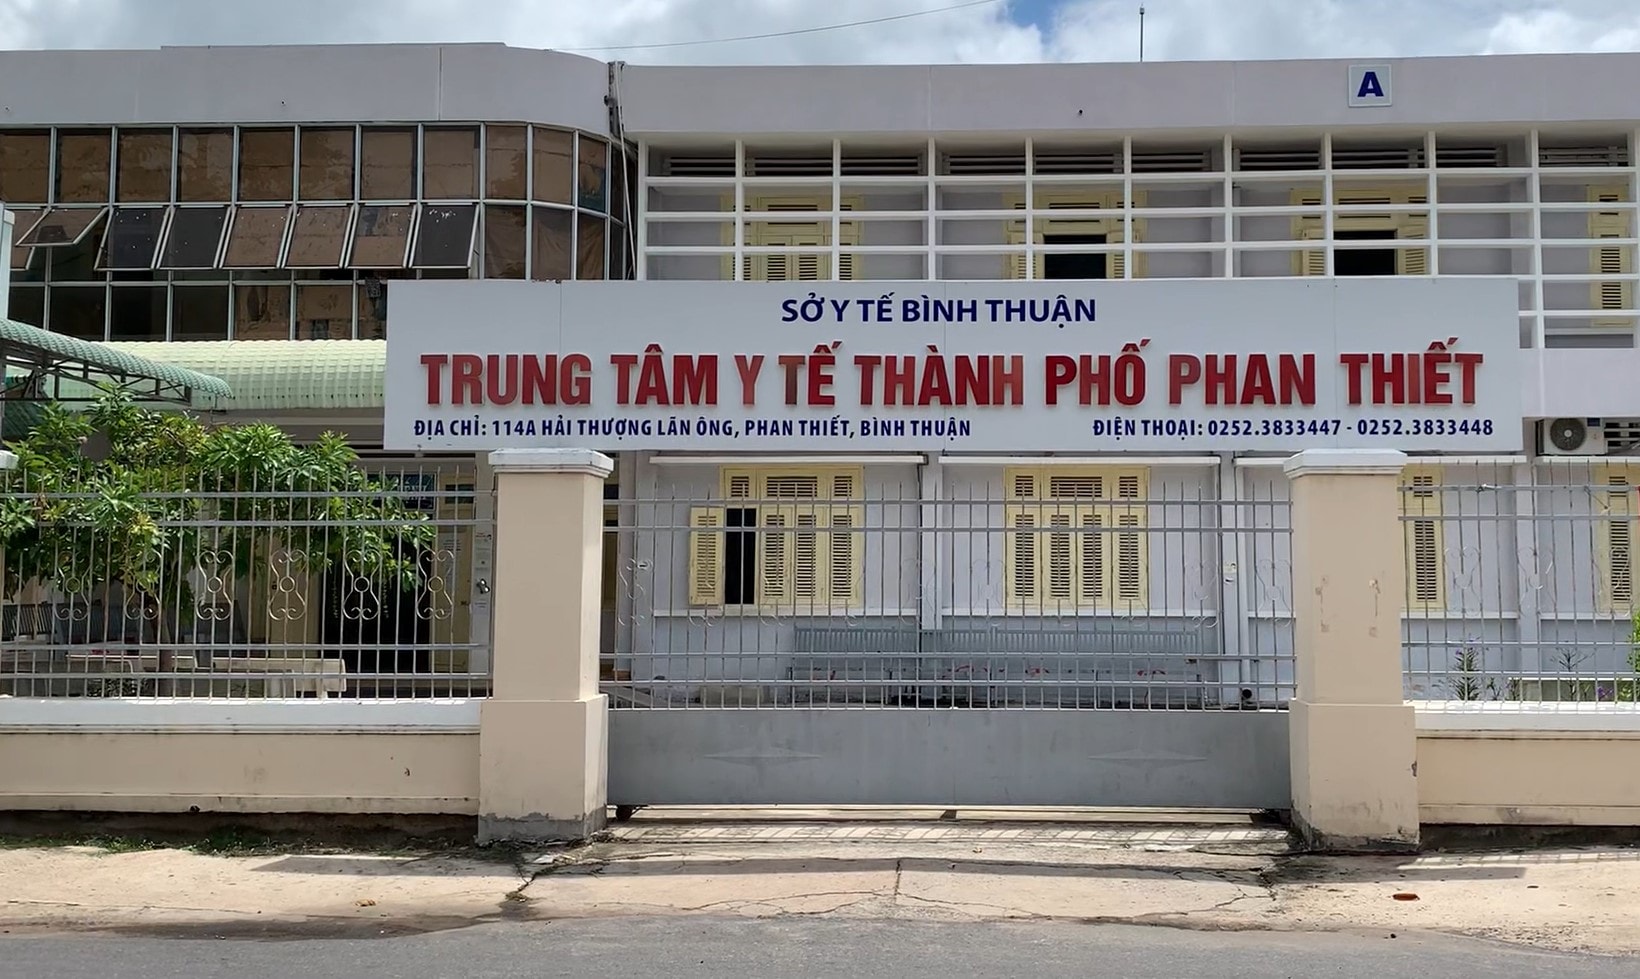 A
SỞ Y TẾ BÌNH THUẬN
TRUNG TÂM Y TẾ THÀNH PHỐ PHAN THIẾT
ĐỊA CHỈ: 114A HẢI THƯỢNG LÃN ÔNG, PHAN THIẾT, BÌNH THUẬN ĐIỆN THOẠI: 0252.3833447 - 0252.3833448